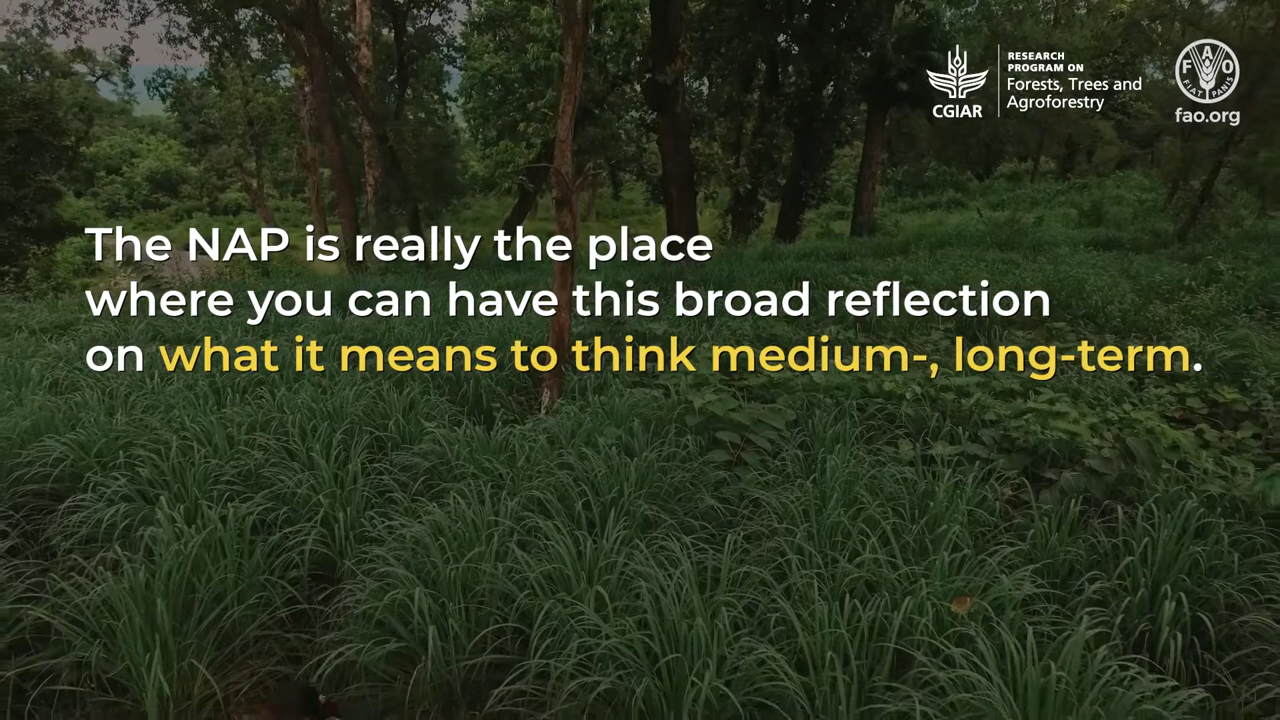 RESEARCH
PROGRAM ON
Forests, Trees and
Agroforestry
CGIAR
FAO
FIAT PANIS
fao.org
The NAP is really the place
where you can have this broad reflection
on what it means to think medium-, long-term.